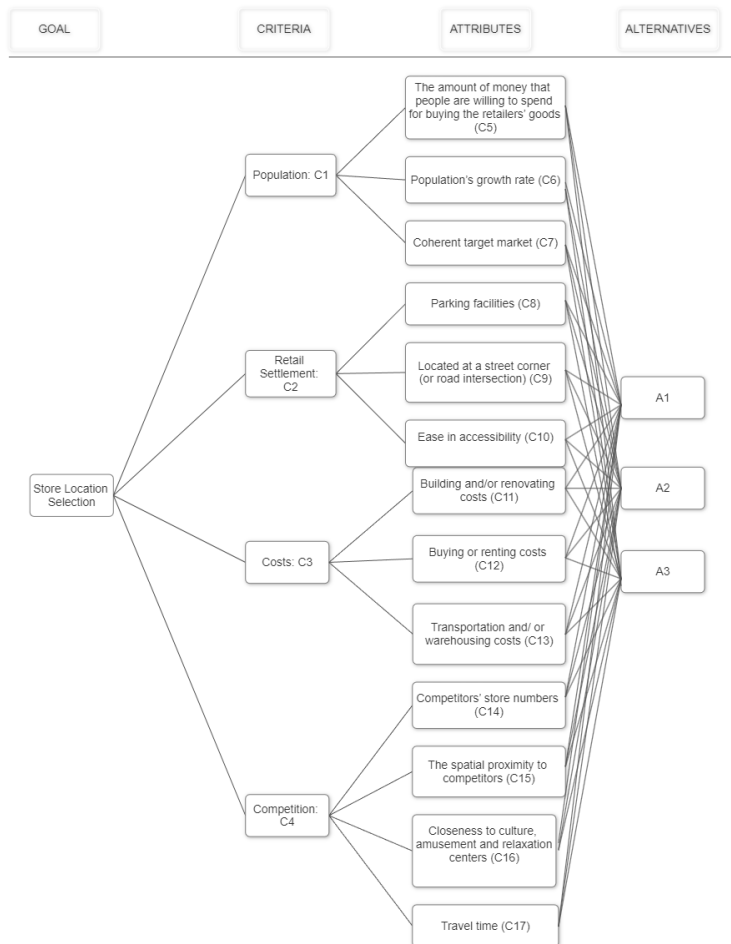 GOAL
CRITERIA
ATTRIBUTES
ALTERNATIVES
The amount of money that
people are willing to spend
for buying the retailers' goods
(C5)
Population: C1
Population's growth rate (C6)
Coherent target market (C7)
Parking facilities (C8)
Retail
Settlement:
C2
Located at a street corner
(or road intersection) (C9)
A1
Ease in accessibility (C10)
Store Location
Selection
Building and/or renovating
costs (C11)
A2
Costs: C3
Buying or renting costs
(C12)
A3
Transportation and/ or
warehousing costs (C13)
Competitors' store numbers
(C14)
The spatial proximity to
competitors (C15)
Competition:
C4
Closeness to culture,
amusement and relaxation
centers (C16)
Travel time (C17)